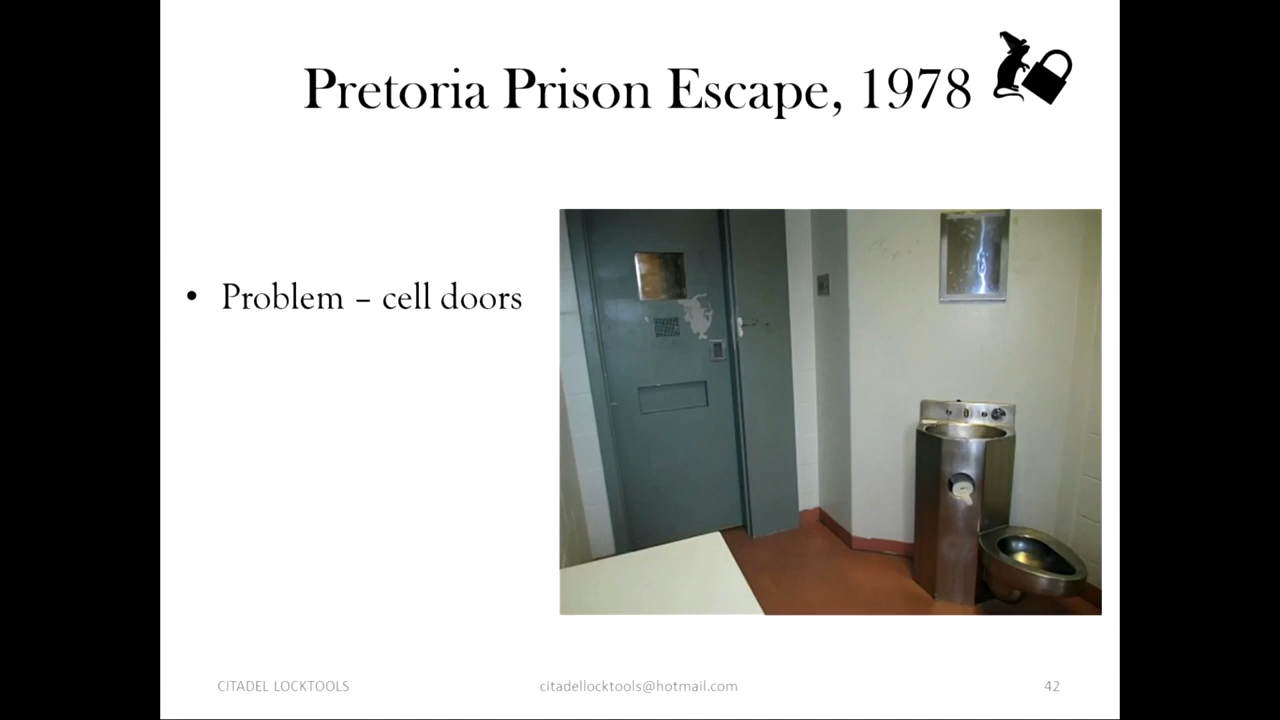 Pretoria Prison Escape, 1978
• Problem – cell doors
CITADEL LOCKTOOLS
citadellocktools@hotmail.com
42